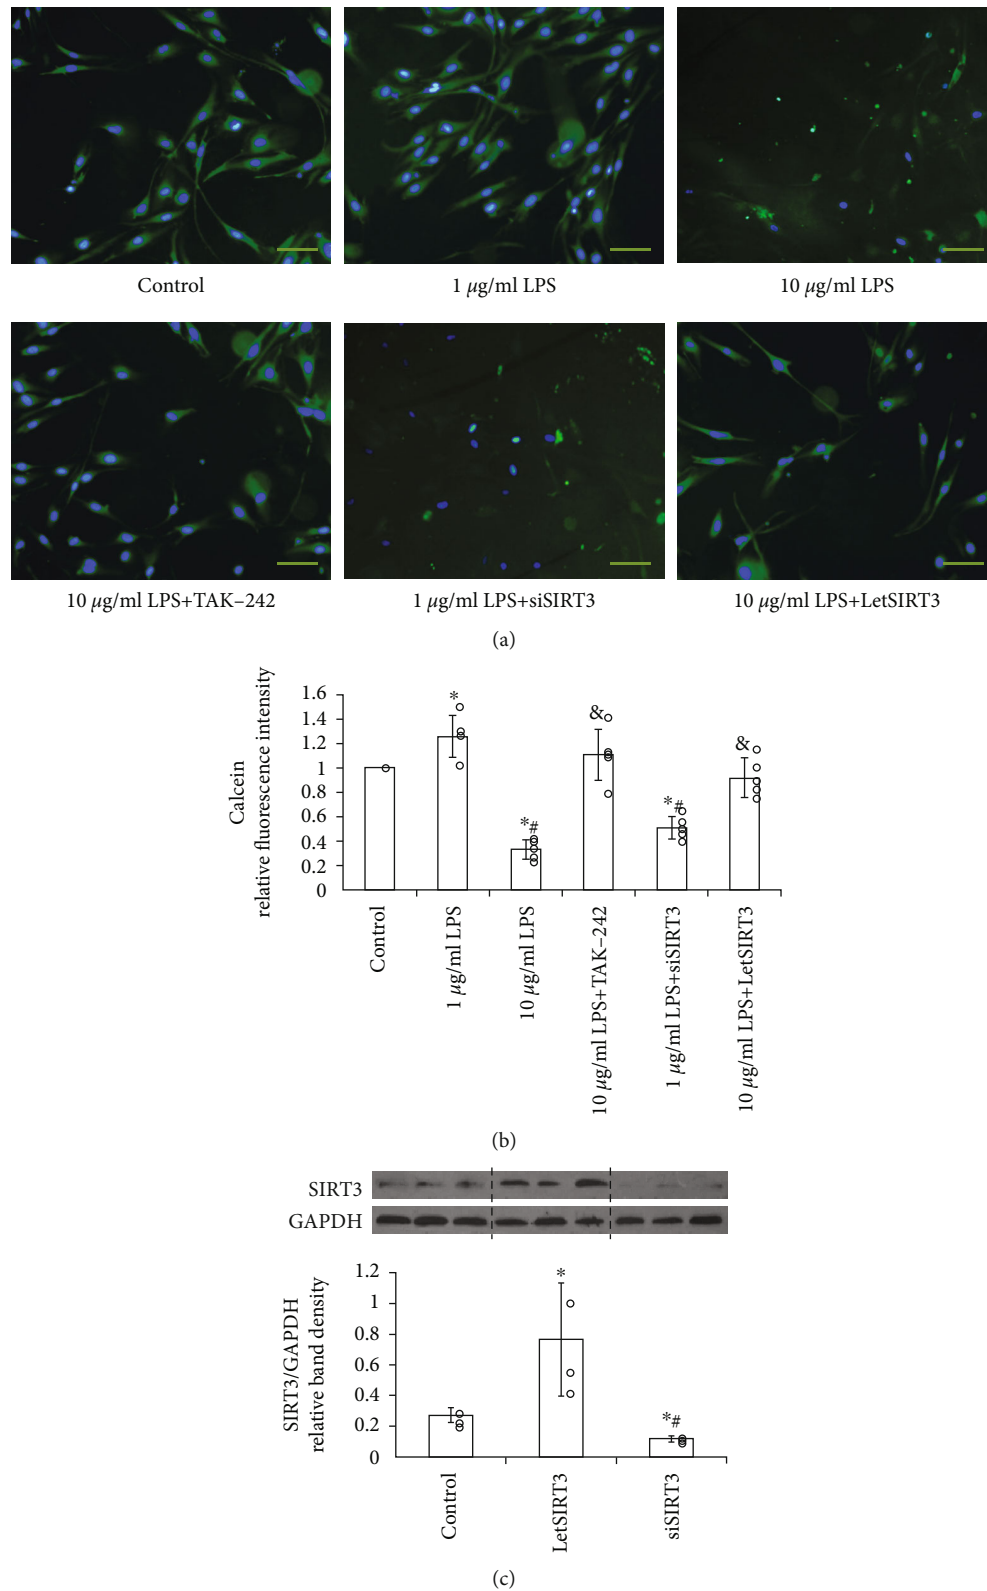 Control
1 μg/ml LPS
10 μg/ml LPS
10 μg/ml LPS+TAK–242
1 μg/ml LPS+siSIRT3
10 μg/ml LPS+LetSIRT3
(a)
Calcein
relative fluorescence intensity
1.6
1.4
1.2
1
0.8
0.6
0.4
0.2
0
*
*#
&
*#
&
Control
1 μg/ml LPS
10 μg/ml LPS
10 μg/ml LPS+TAK–242
1 μg/ml LPS+siSIRT3
10 μg/ml LPS+LetSIRT3
(b)
SIRT3
GAPDH
SIRT3/GAPDH
relative band density
1.2
1
0.8
0.6
0.4
0.2
0
*
*#
Control
LetSIRT3
siSIRT3
(c)